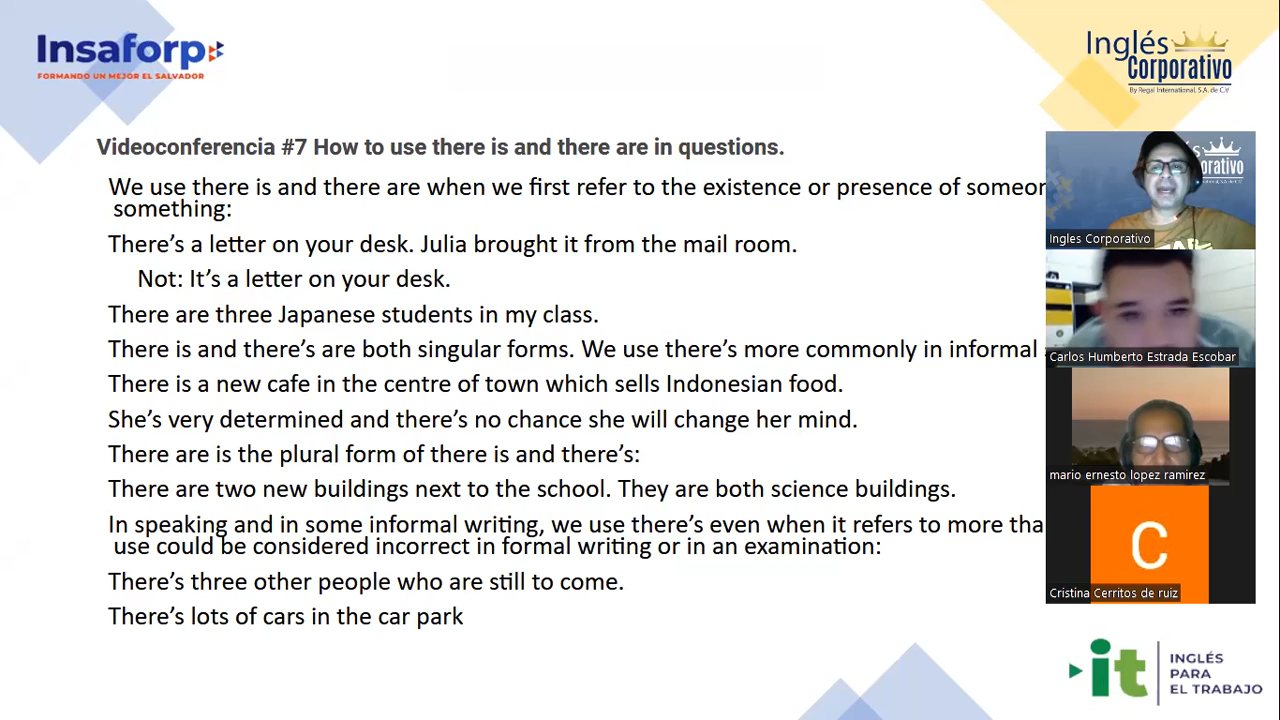 Insaforp
FORMANDO UN MEJOR EL SALVADOR
Inglés
Corporativo
By Regal International, S.A. de C.V
Videoconferencia #7 How to use there is and there are in questions.
We use there is and there are when we first refer to the existence or presence of
something:
There’s a letter on your desk. Julia brought it from the mail room.
Not: It’s a letter on your desk.
There are three Japanese students in my class.
There is and there’s are both singular forms. We use there’s more commonly in informal
There is a new cafe in the centre of town which sells Indonesian food.
She’s very determined and there’s no chance she will change her mind.
There are is the plural form of there is and there’s:
There are two new buildings next to the school. They are both science buildings.
In speaking and in some informal writing, we use there’s even when it refers to more
use could be considered incorrect in formal writing or in an examination:
There’s three other people who are still to come.
There’s lots of cars in the car park
Ingles Corporativo
Carlos Humberto Estrada Escobar
mario ernesto lopez ramirez
C
Cristina Cerritos de ruiz
it
INGLÉS
PARA
EL TRABAJO